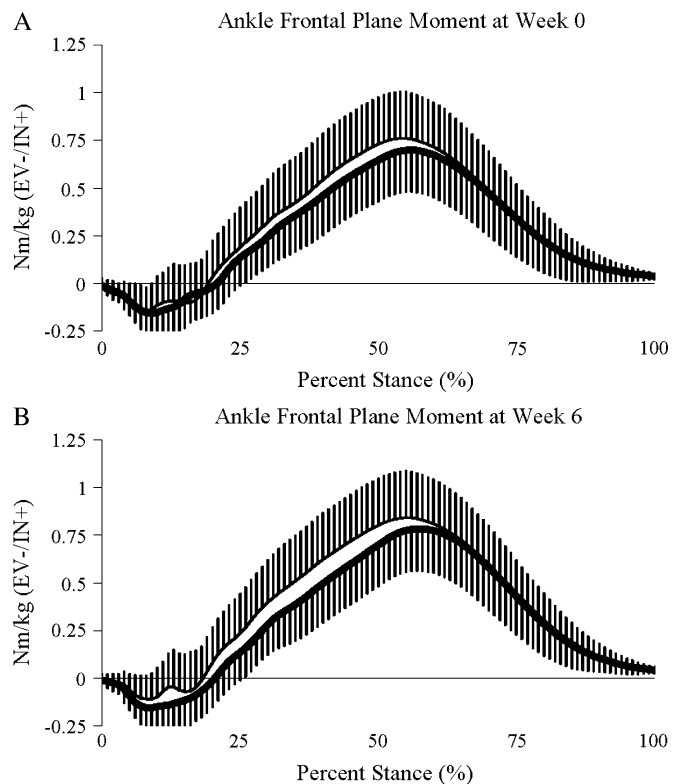 A
Ankle Frontal Plane Moment at Week 0
Nm/kg (EV-/IN+)
1.25
1
0.75
0.5
0.25
0
-0.25
0 25 50 75 100
Percent Stance (%)
B
Ankle Frontal Plane Moment at Week 6
Nm/kg (EV-/IN+)
1.25
1
0.75
0.5
0.25
0
-0.25
0 25 50 75 100
Percent Stance (%)